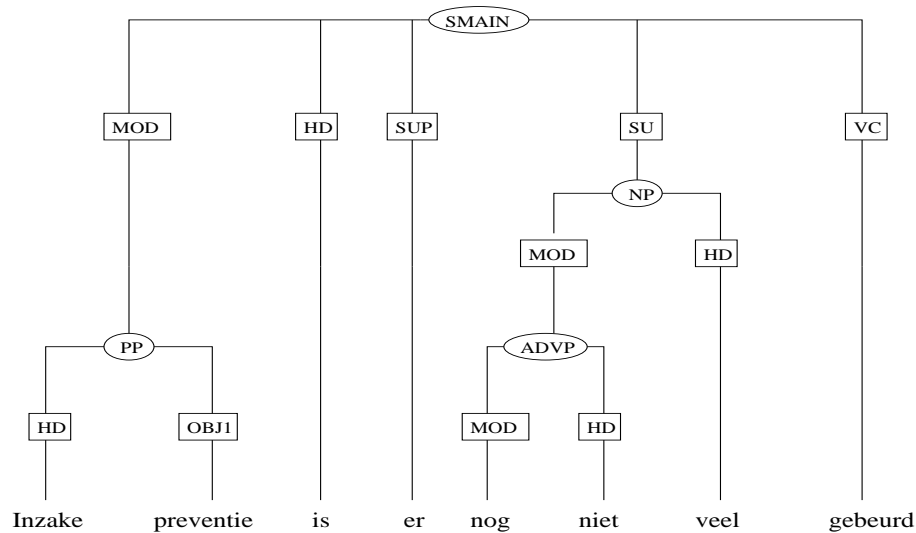 SMAIN
MOD HD SUP SU VC
NP
MOD HD
PP ADVP
HD OBJ1 MOD HD
Inzake preventie is er nog niet veel gebeurd